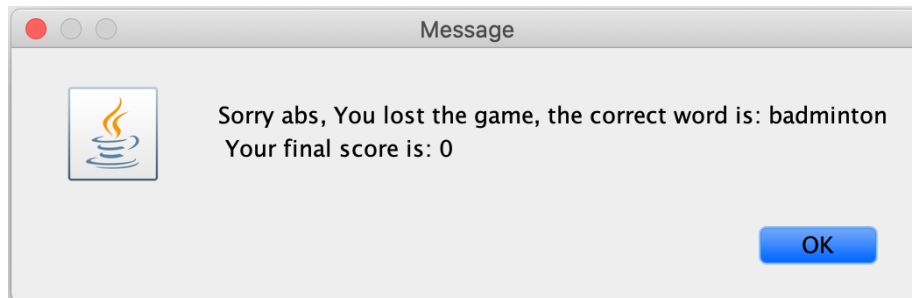 Message
Sorry abs, You lost the game, the correct word is: badminton
Your final score is: 0
OK